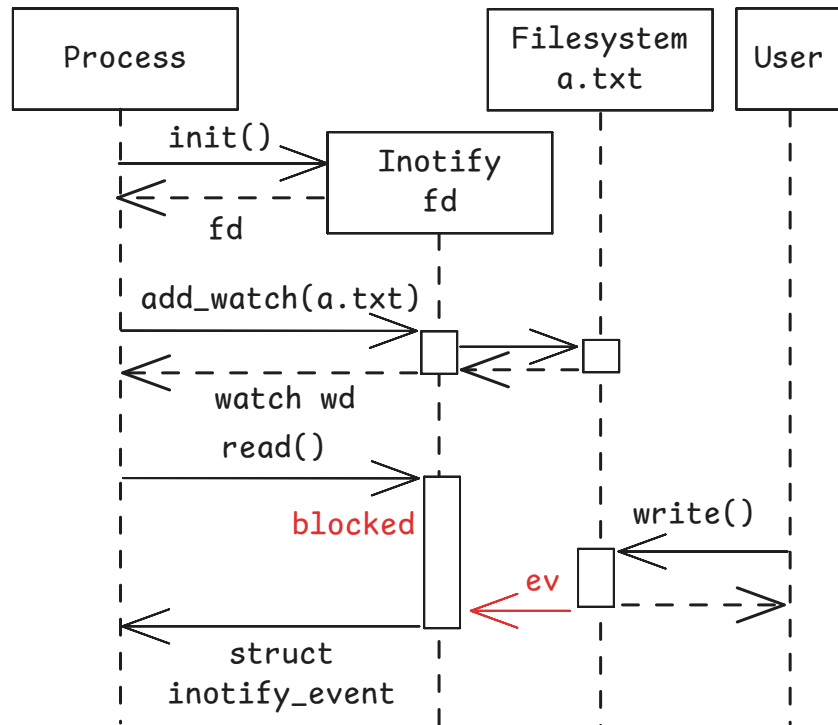 Process
Filesystem
a.txt
User
init()
Inotify
fd
fd
add_watch(a.txt)
watch wd
read()
blocked
write()
ev
struct
inotify_event